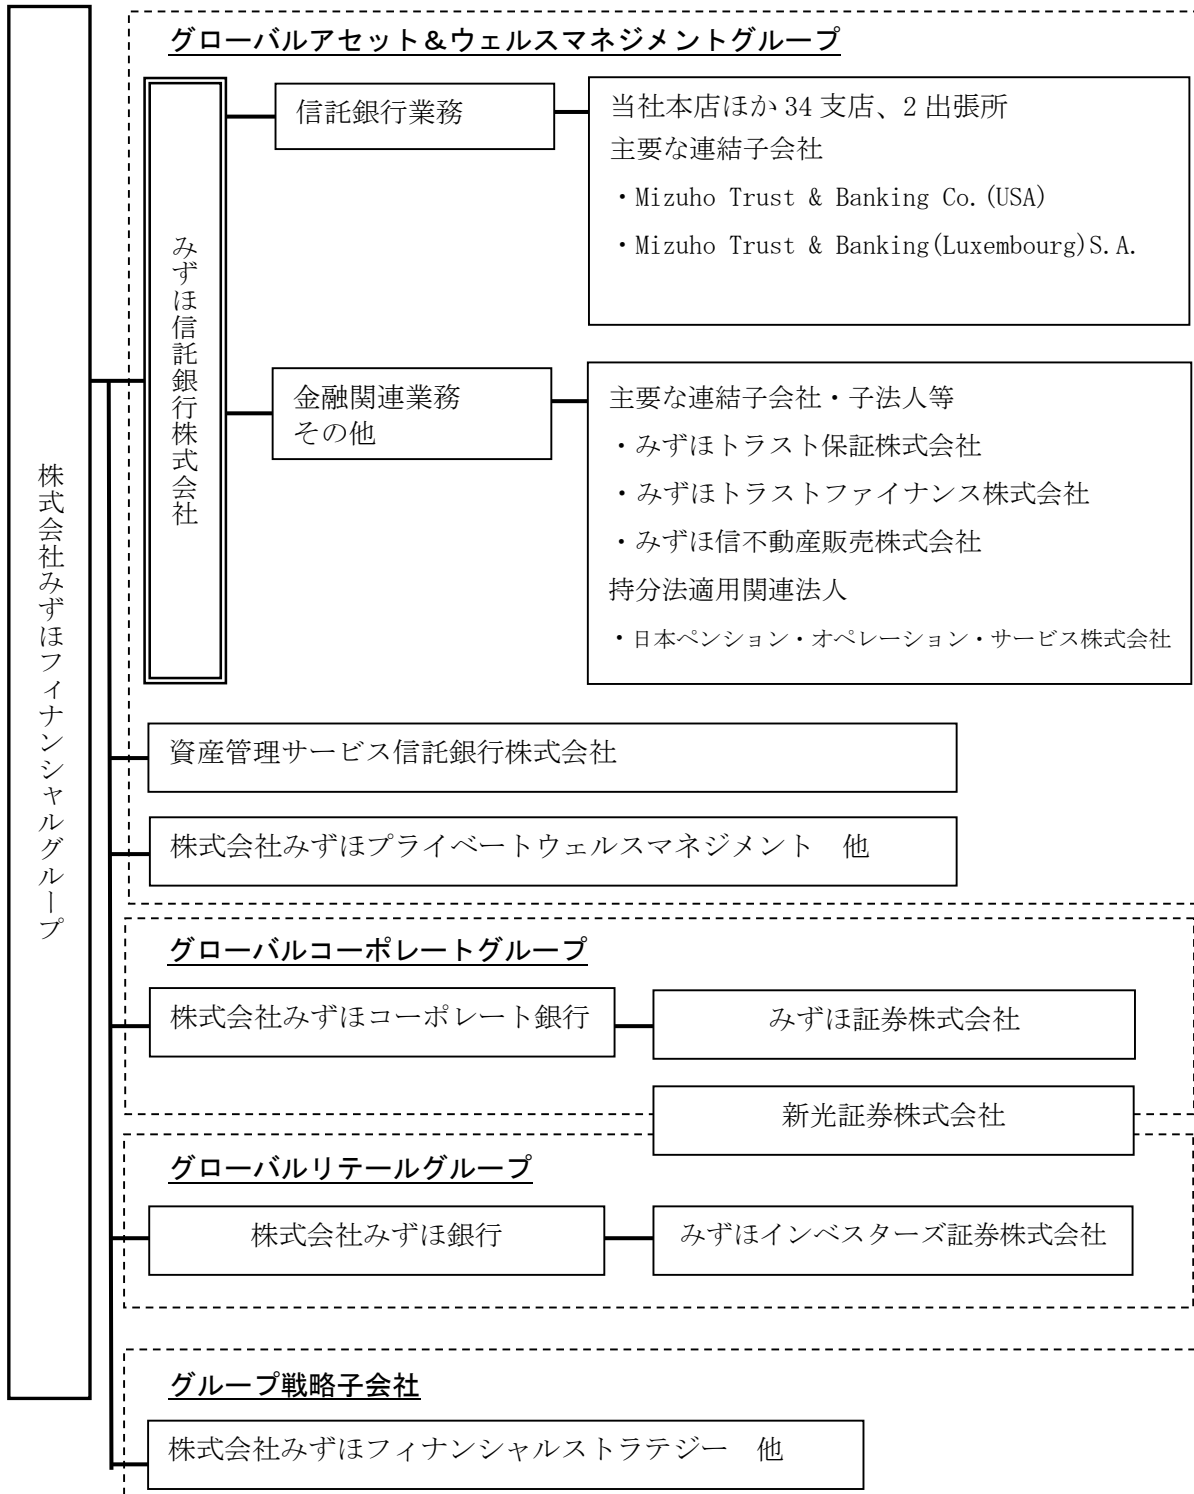 株式会社みずほフィナンシャルグループ
グローバルアセット＆ウェルスマネジメントグループ
みずほ信託銀行株式会社
信託銀行業務
当社本店ほか 34 支店、2 出張所
主要な連結子会社
・Mizuho Trust & Banking Co.(USA)
・Mizuho Trust & Banking(Luxembourg)S.A.
金融関連業務
その他
主要な連結子会社・子法人等
・みずほトラスト保証株式会社
・みずほトラストファイナンス株式会社
・みずほ信不動産販売株式会社
持分法適用関連法人
・日本ペンション・オペレーション・サービス株式会社
資産管理サービス信託銀行株式会社
株式会社みずほプライベートウェルスマネジメント　他
グローバルコーポレートグループ
株式会社みずほコーポレート銀行
みずほ証券株式会社
新光証券株式会社
グローバルリテールグループ
株式会社みずほ銀行
みずほインベスターズ証券株式会社
グループ戦略子会社
株式会社みずほフィナンシャルストラテジー　他